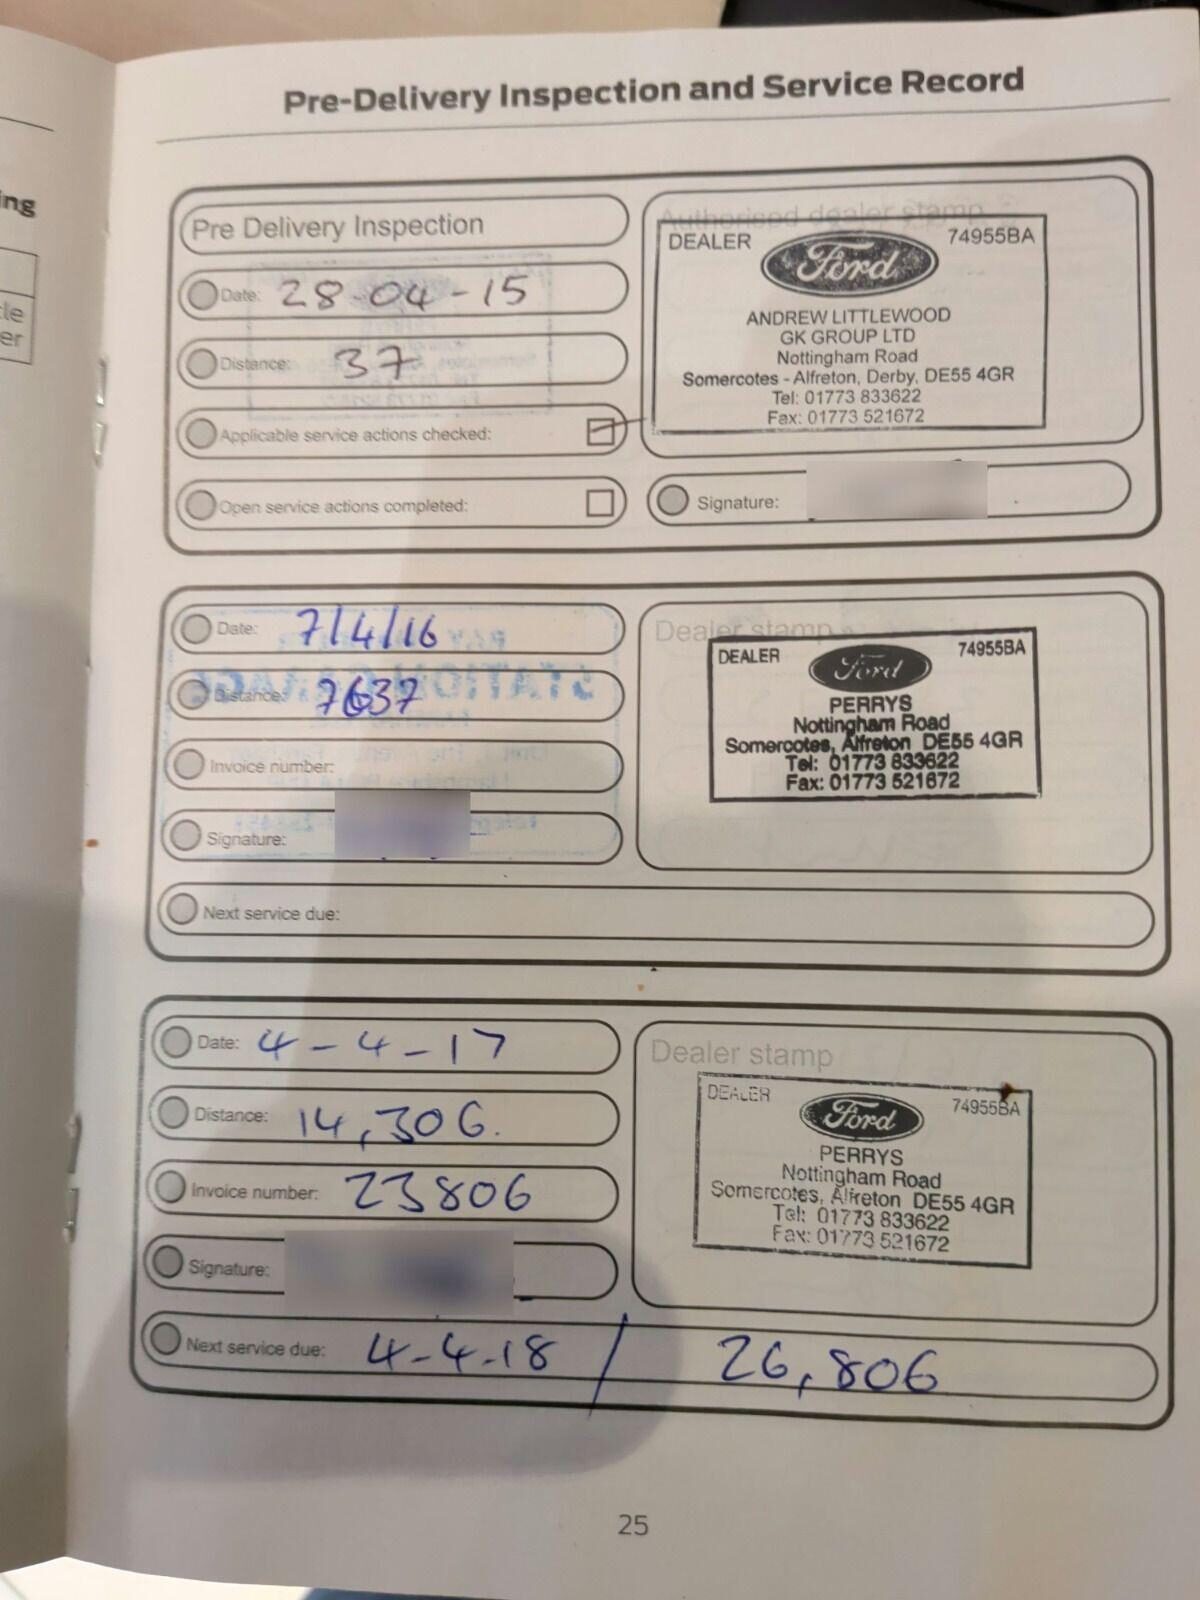 ing
cle
er
Pre-Delivery Inspection and Service Record
Pre Delivery Inspection
Date: 28-04-15
Distance: 37
Applicable service actions checked:
Open service actions completed:
Authorised dealer stamp
DEALER Ford 74955BA
ANDREW LITTLEWOOD
GK GROUP LTD
Nottingham Road
Somercotes - Alfreton, Derby, DE55 4GR
Tel: 01773 833622
Fax: 01773 521672
Signature:
Date: 7/4/16
Distance: 7637
Invoice number:
Signature:
Next service due:
Dealer stamp
DEALER Ford 74955BA
PERRYS
Nottingham Road
Somercotes, Alfreton DE55 4GR
Tel: 01773 833622
Fax: 01773 521672
Date: 4-4-17
Distance: 14,306.
Invoice number: 23806
Signature:
Next service due: 4-4-18 / 26,806
Dealer stamp
DEALER Ford 74955BA
PERRYS
Nottingham Road
Somercotes, Alfreton DE55 4GR
Tel: 01773 833622
Fax: 01773 521672
25